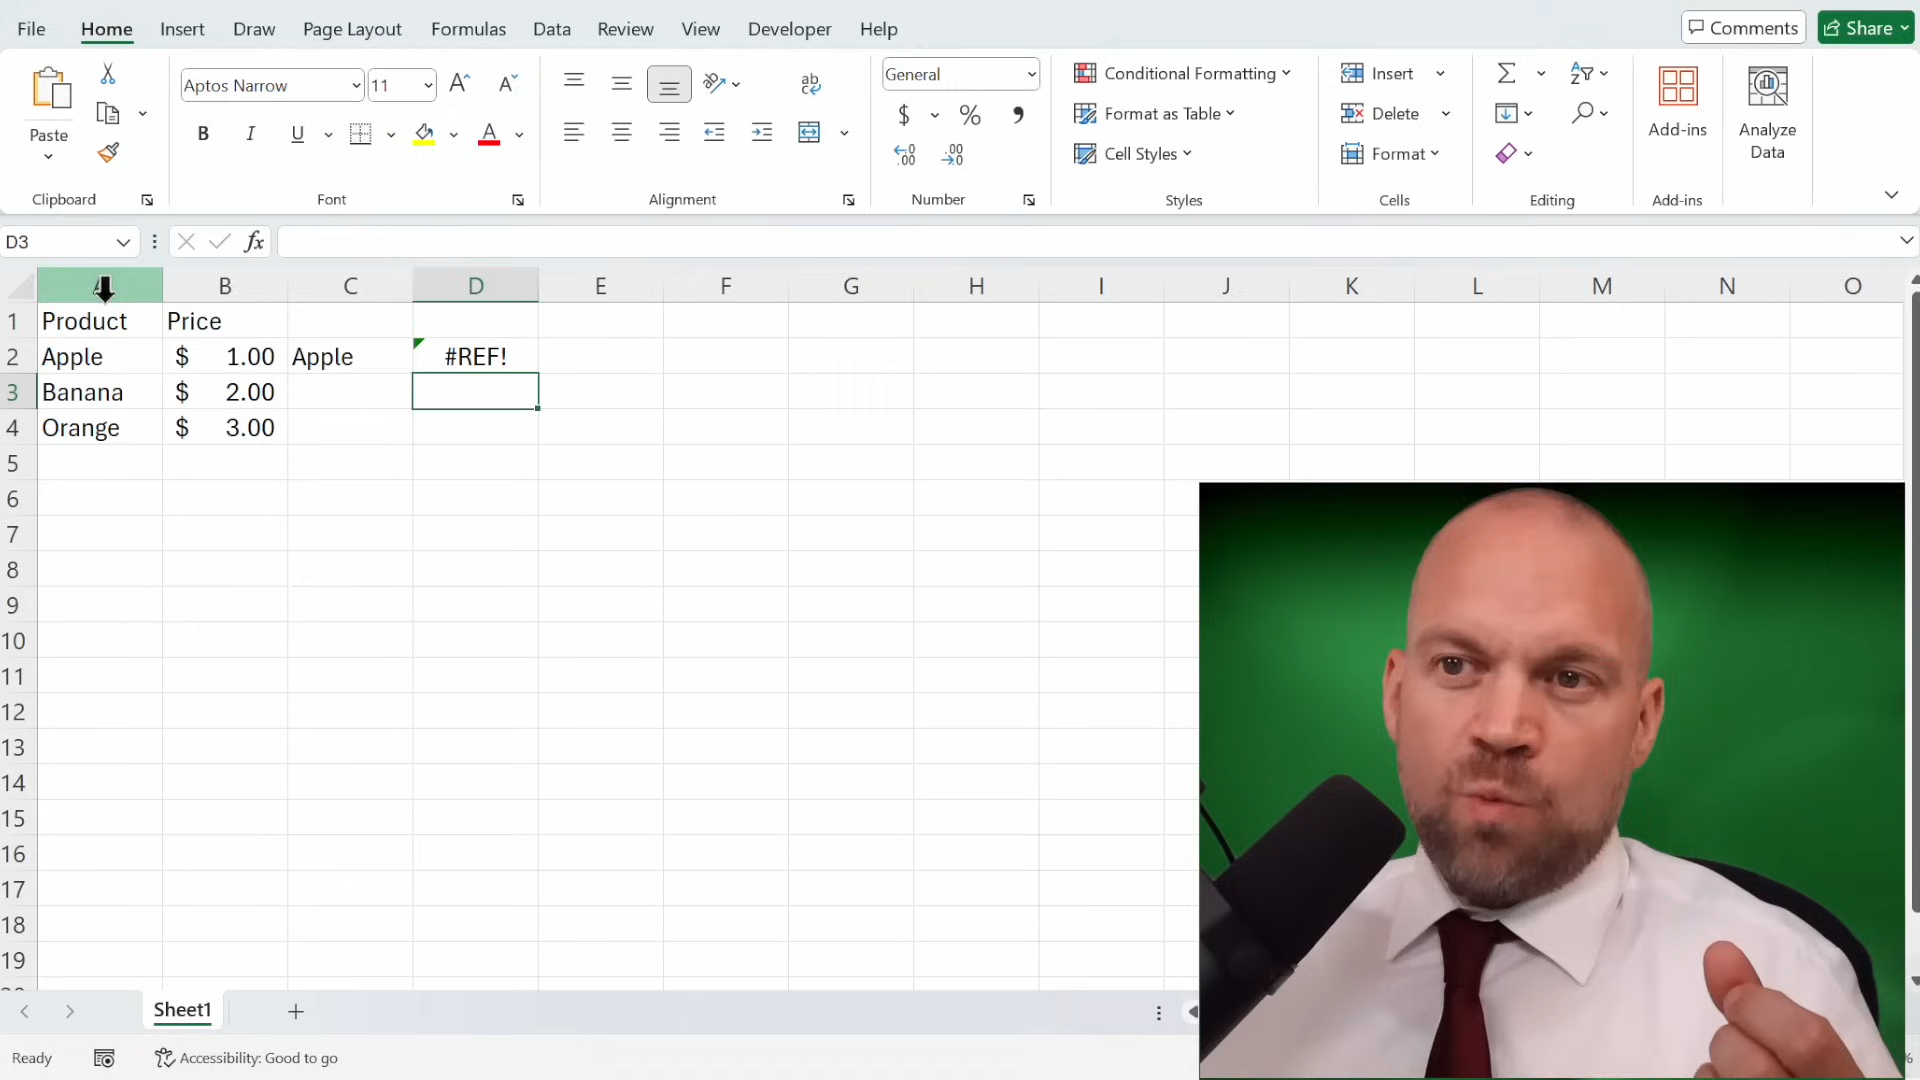 File Home Insert Draw Page Layout Formulas Data Review View Developer Help Comments Share
Aptos Narrow 11 General Conditional Formatting Insert
Format as Table Delete
Paste B I U A $ % Add-ins Analyze Data
Cell Styles Format
Clipboard Font Alignment Number Styles Cells Editing Add-ins
D3 fx
B C D E F G H I J K L M N O
1 Product Price
2 Apple $ 1.00 Apple #REF!
3 Banana $ 2.00
4 Orange $ 3.00
5
6
7
8
9
10
11
12
13
14
15
16
17
18
19
Sheet1
Ready Accessibility: Good to go